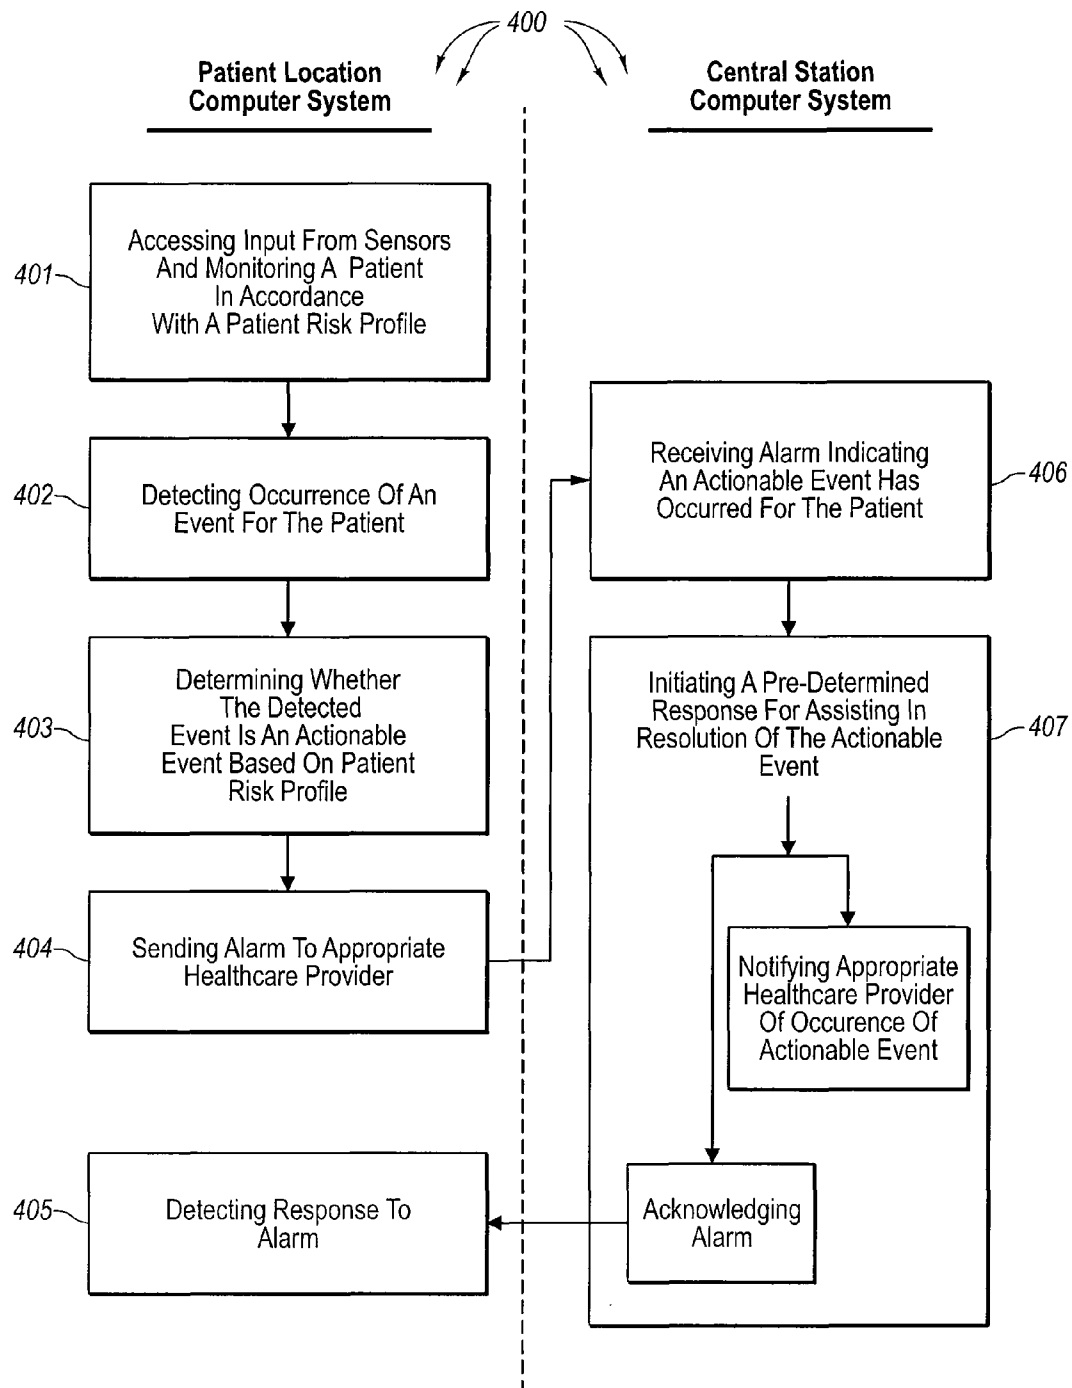 400
Patient Location
Computer System
Central Station
Computer System
401
Accessing Input From Sensors
And Monitoring A Patient
In Accordance
With A Patient Risk Profile
402
Detecting Occurrence Of An
Event For The Patient
403
Determining Whether
The Detected
Event Is An Actionable
Event Based On Patient
Risk Profile
404
Sending Alarm To Appropriate
Healthcare Provider
405
Detecting Response To
Alarm
Receiving Alarm Indicating
An Actionable Event Has
Occurred For The Patient
406
Initiating A Pre-Determined
Response For Assisting In
Resolution Of The Actionable
Event
407
Notifying Appropriate
Healthcare Provider
Of Occurence Of
Actionable Event
Acknowledging
Alarm